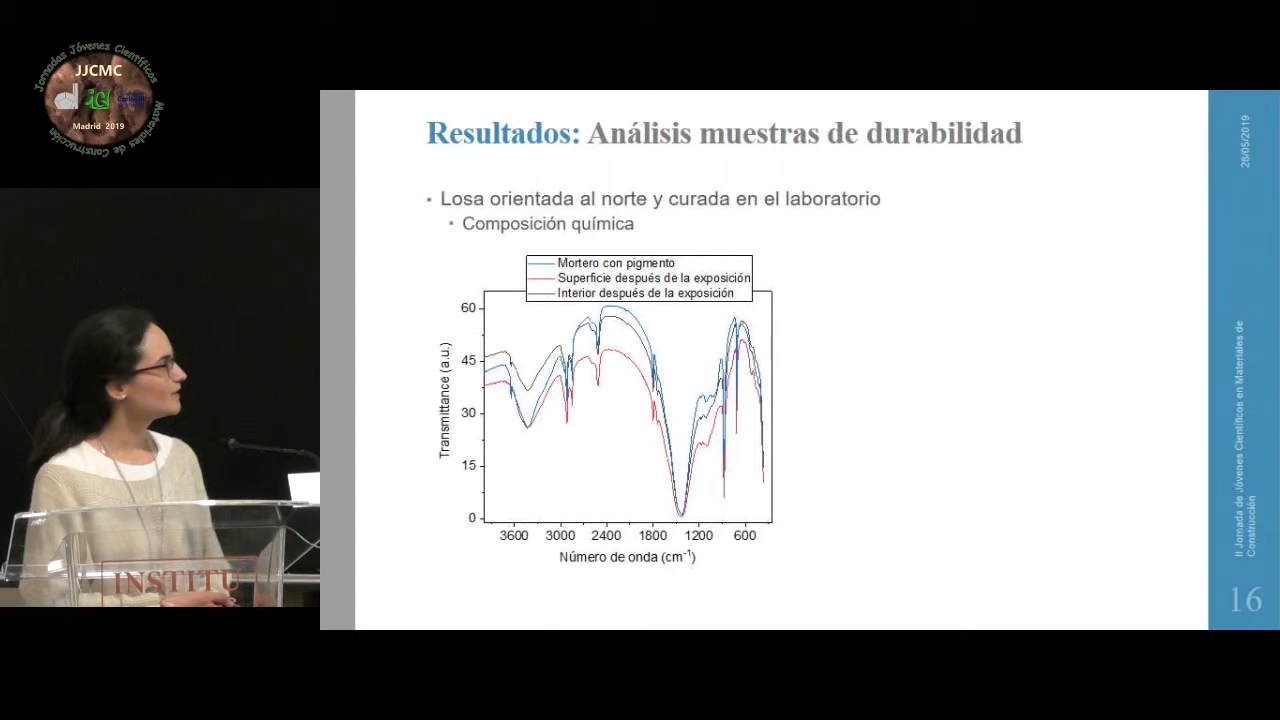 Jornadas Jóvenes Científicos
JJCMC
Madrid 2019
Materiales de Construcción
Resultados: Análisis muestras de durabilidad
28/05/2019
• Losa orientada al norte y curada en el laboratorio
• Composición química
Mortero con pigmento
Superficie después de la exposición
Interior después de la exposición
60
45
30
15
0
Transmittance (a.u.)
3600 3000 2400 1800 1200 600
Número de onda (cm⁻¹)
II Jornada de Jóvenes Científicos en Materiales de
Construcción
16
INSTITU